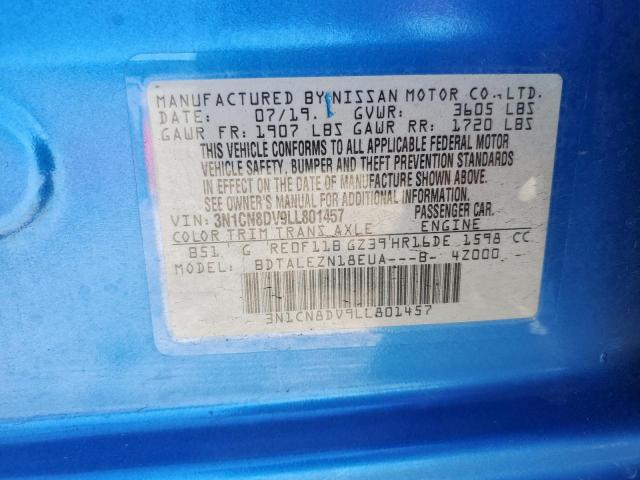 MANUFACTURED BY NISSAN MOTOR CO., LTD.
DATE: 07/19. GVWR: 3605 LBS
GAWR FR: 1907 LBS GAWR RR: 1720 LBS
THIS VEHICLE CONFORMS TO ALL APPLICABLE FEDERAL MOTOR
VEHICLE SAFETY, BUMPER AND THEFT PREVENTION STANDARDS
IN EFFECT ON THE DATE OF MANUFACTURE SHOWN ABOVE.
SEE OWNER'S MANUAL FOR ADDITIONAL INFORMATION.
VIN: 3N1CN8DV9LL801457 PASSENGER CAR.
COLOR TRIM TRANS AXLE ENGINE
B51 G RE0F11B GZ39 HR16DE 1598 CC
MODEL: BDTALEZN18EUA---B- 4Z000
3N1CN8DV9LL801457